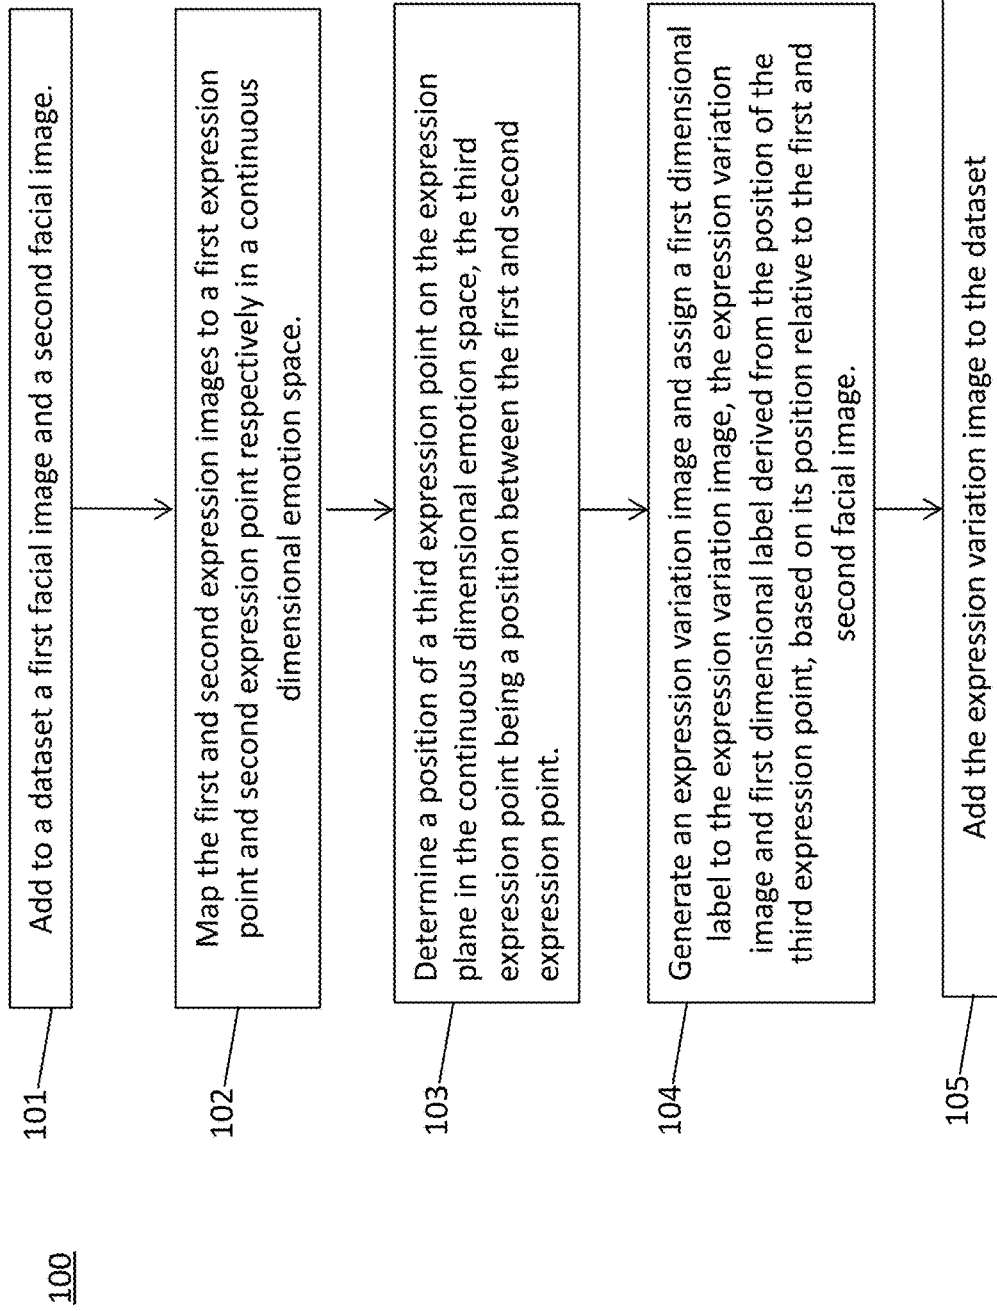 100
101
Add to a dataset a first facial image and a second facial image.
102
Map the first and second expression images to a first expression
point and second expression point respectively in a continuous
dimensional emotion space.
103
Determine a position of a third expression point on the expression
plane in the continuous dimensional emotion space, the third
expression point being a position between the first and second
expression point.
104
Generate an expression variation image and assign a first dimensional
label to the expression variation image, the expression variation
image and first dimensional label derived from the position of the
third expression point, based on its position relative to the first and
second facial image.
105
Add the expression variation image to the dataset